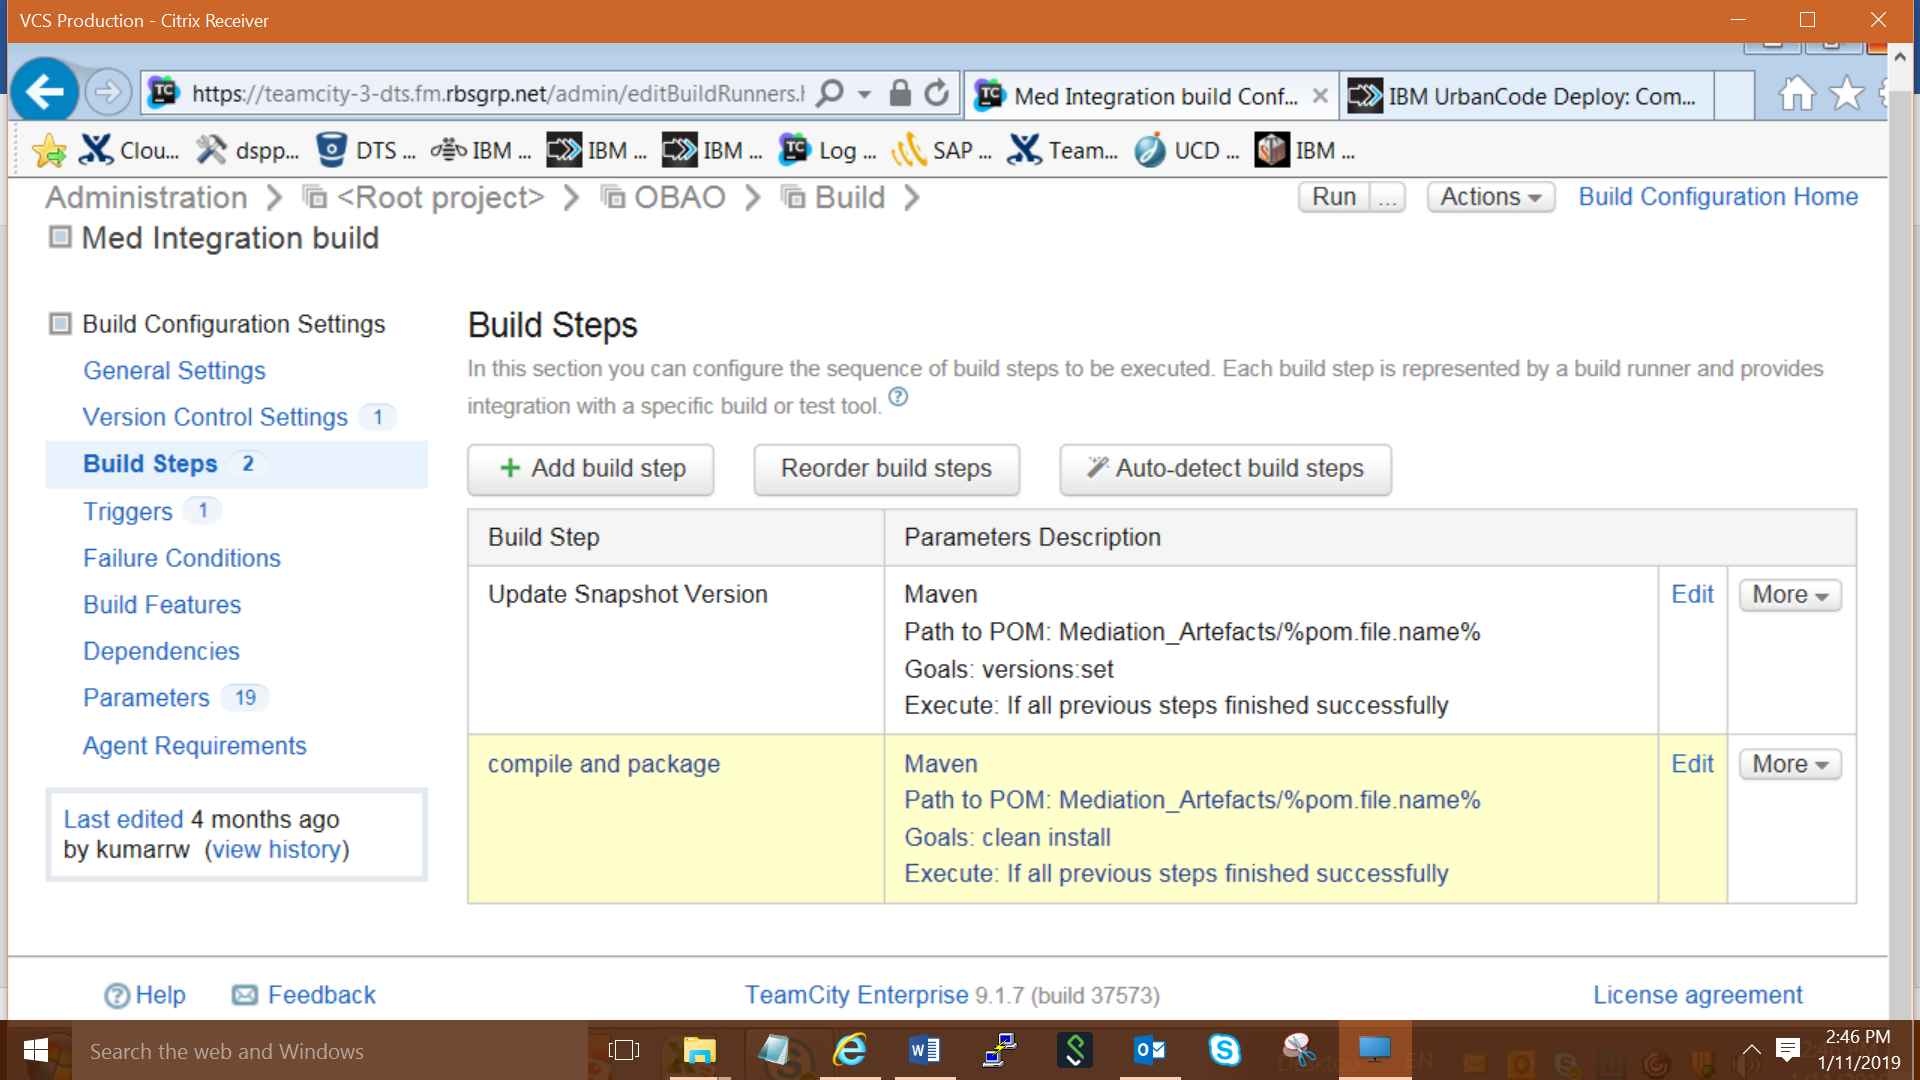 VCS Production - Citrix Receiver
https://teamcity-3-dts.fm.rbsgrp.net/admin/editBuildRunners.h
Med Integration build Conf...
IBM UrbanCode Deploy: Com...
Clou...
dspp...
DTS ...
IBM ...
IBM ...
IBM ...
Log ...
SAP ...
Team...
UCD ...
IBM ...
Administration
<Root project>
OBAO
Build
Run ...
Actions
Build Configuration Home
Med Integration build
Build Configuration Settings
General Settings
Version Control Settings 1
Build Steps 2
Triggers 1
Failure Conditions
Build Features
Dependencies
Parameters 19
Agent Requirements
Last edited 4 months ago
by kumarrw (view history)
Build Steps
In this section you can configure the sequence of build steps to be executed. Each build step is represented by a build runner and provides
integration with a specific build or test tool. ?
Add build step
Reorder build steps
Auto-detect build steps
Build Step
Parameters Description
Update Snapshot Version
Maven
Path to POM: Mediation_Artefacts/%pom.file.name%
Goals: versions:set
Execute: If all previous steps finished successfully
Edit
More
compile and package
Maven
Path to POM: Mediation_Artefacts/%pom.file.name%
Goals: clean install
Execute: If all previous steps finished successfully
Edit
More
Help
Feedback
TeamCity Enterprise 9.1.7 (build 37573)
License agreement
Search the web and Windows
2:46 PM
1/11/2019